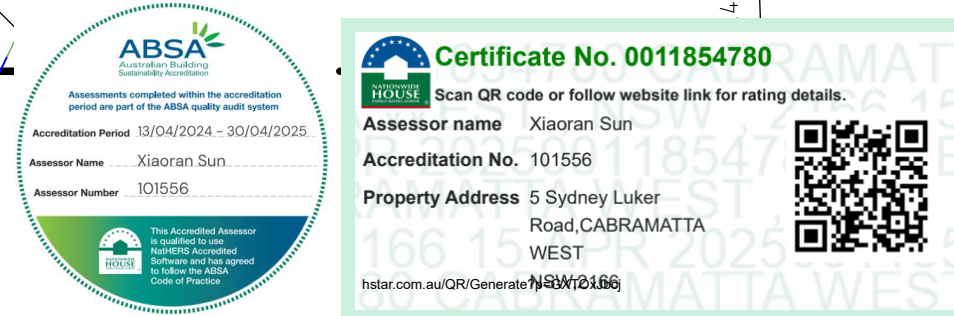 ABSA
Australian Building
Sustainability Accreditation
Assessments completed within the accreditation
period are part of the ABSA quality audit system
Accreditation Period 13/04/2024 - 30/04/2025
Assessor Name Xiaoran Sun
Assessor Number 101556
NATIONWIDE
HOUSE
This Accredited Assessor
is qualified to use
NatHERS Accredited
Software and has agreed
to follow the ABSA
Code of Practice
4
NATIONWIDE
HOUSE
ENERGY RATING SCHEME
Certificate No. 0011854780
Scan QR code or follow website link for rating details.
Assessor name Xiaoran Sun
Accreditation No. 101556
Property Address 5 Sydney Luker
Road,CABRAMATTA
WEST
NSW,2166